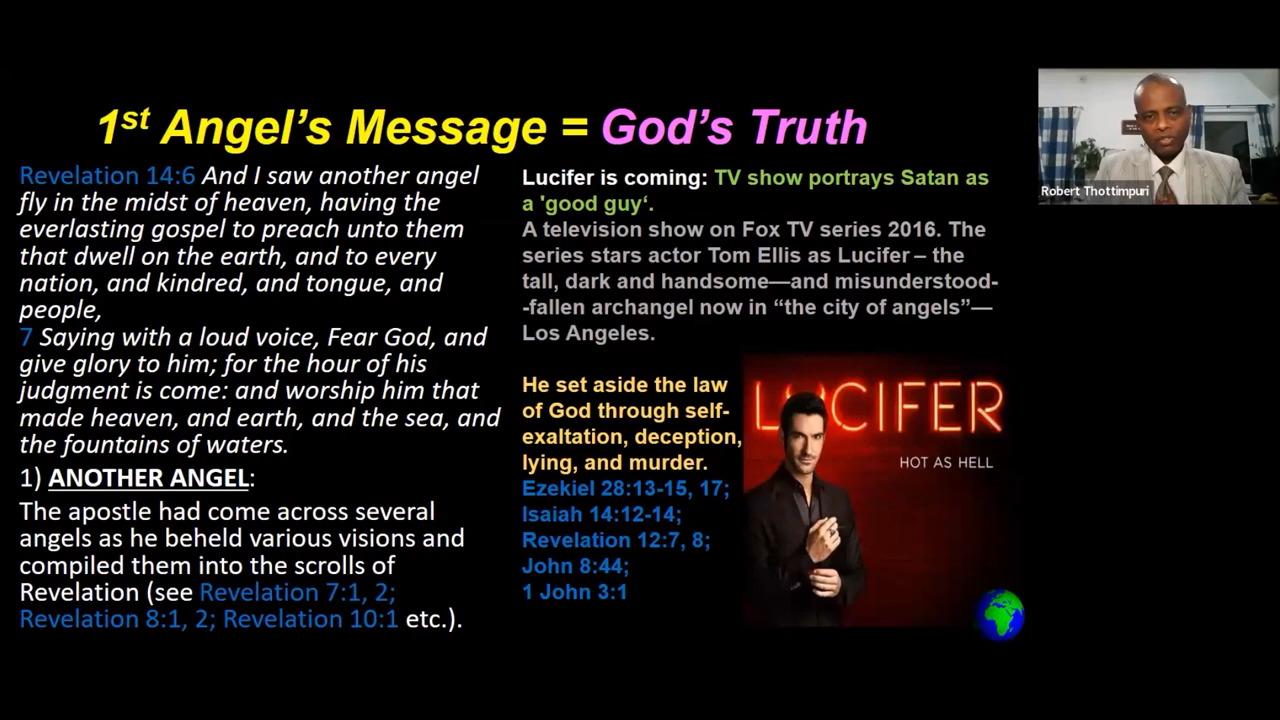 1st Angel's Message = God's Truth
Revelation 14:6 And I saw another angel
fly in the midst of heaven, having the
everlasting gospel to preach unto them
that dwell on the earth, and to every
nation, and kindred, and tongue, and
people,
7 Saying with a loud voice, Fear God, and
give glory to him; for the hour of his
judgment is come: and worship him that
made heaven, and earth, and the sea, and
the fountains of waters.
1) ANOTHER ANGEL:
The apostle had come across several
angels as he beheld various visions and
compiled them into the scrolls of
Revelation (see Revelation 7:1, 2;
Revelation 8:1, 2; Revelation 10:1 etc.).
Lucifer is coming: TV show portrays Satan as
a 'good guy‘.
A television show on Fox TV series 2016. The
series stars actor Tom Ellis as Lucifer – the
tall, dark and handsome—and misunderstood-
-fallen archangel now in “the city of angels”—
Los Angeles.
He set aside the law
of God through self-
exaltation, deception,
lying, and murder.
Ezekiel 28:13-15, 17;
Isaiah 14:12-14;
Revelation 12:7, 8;
John 8:44;
1 John 3:1
LUCIFER
HOT AS HELL
Robert Thottimpuri